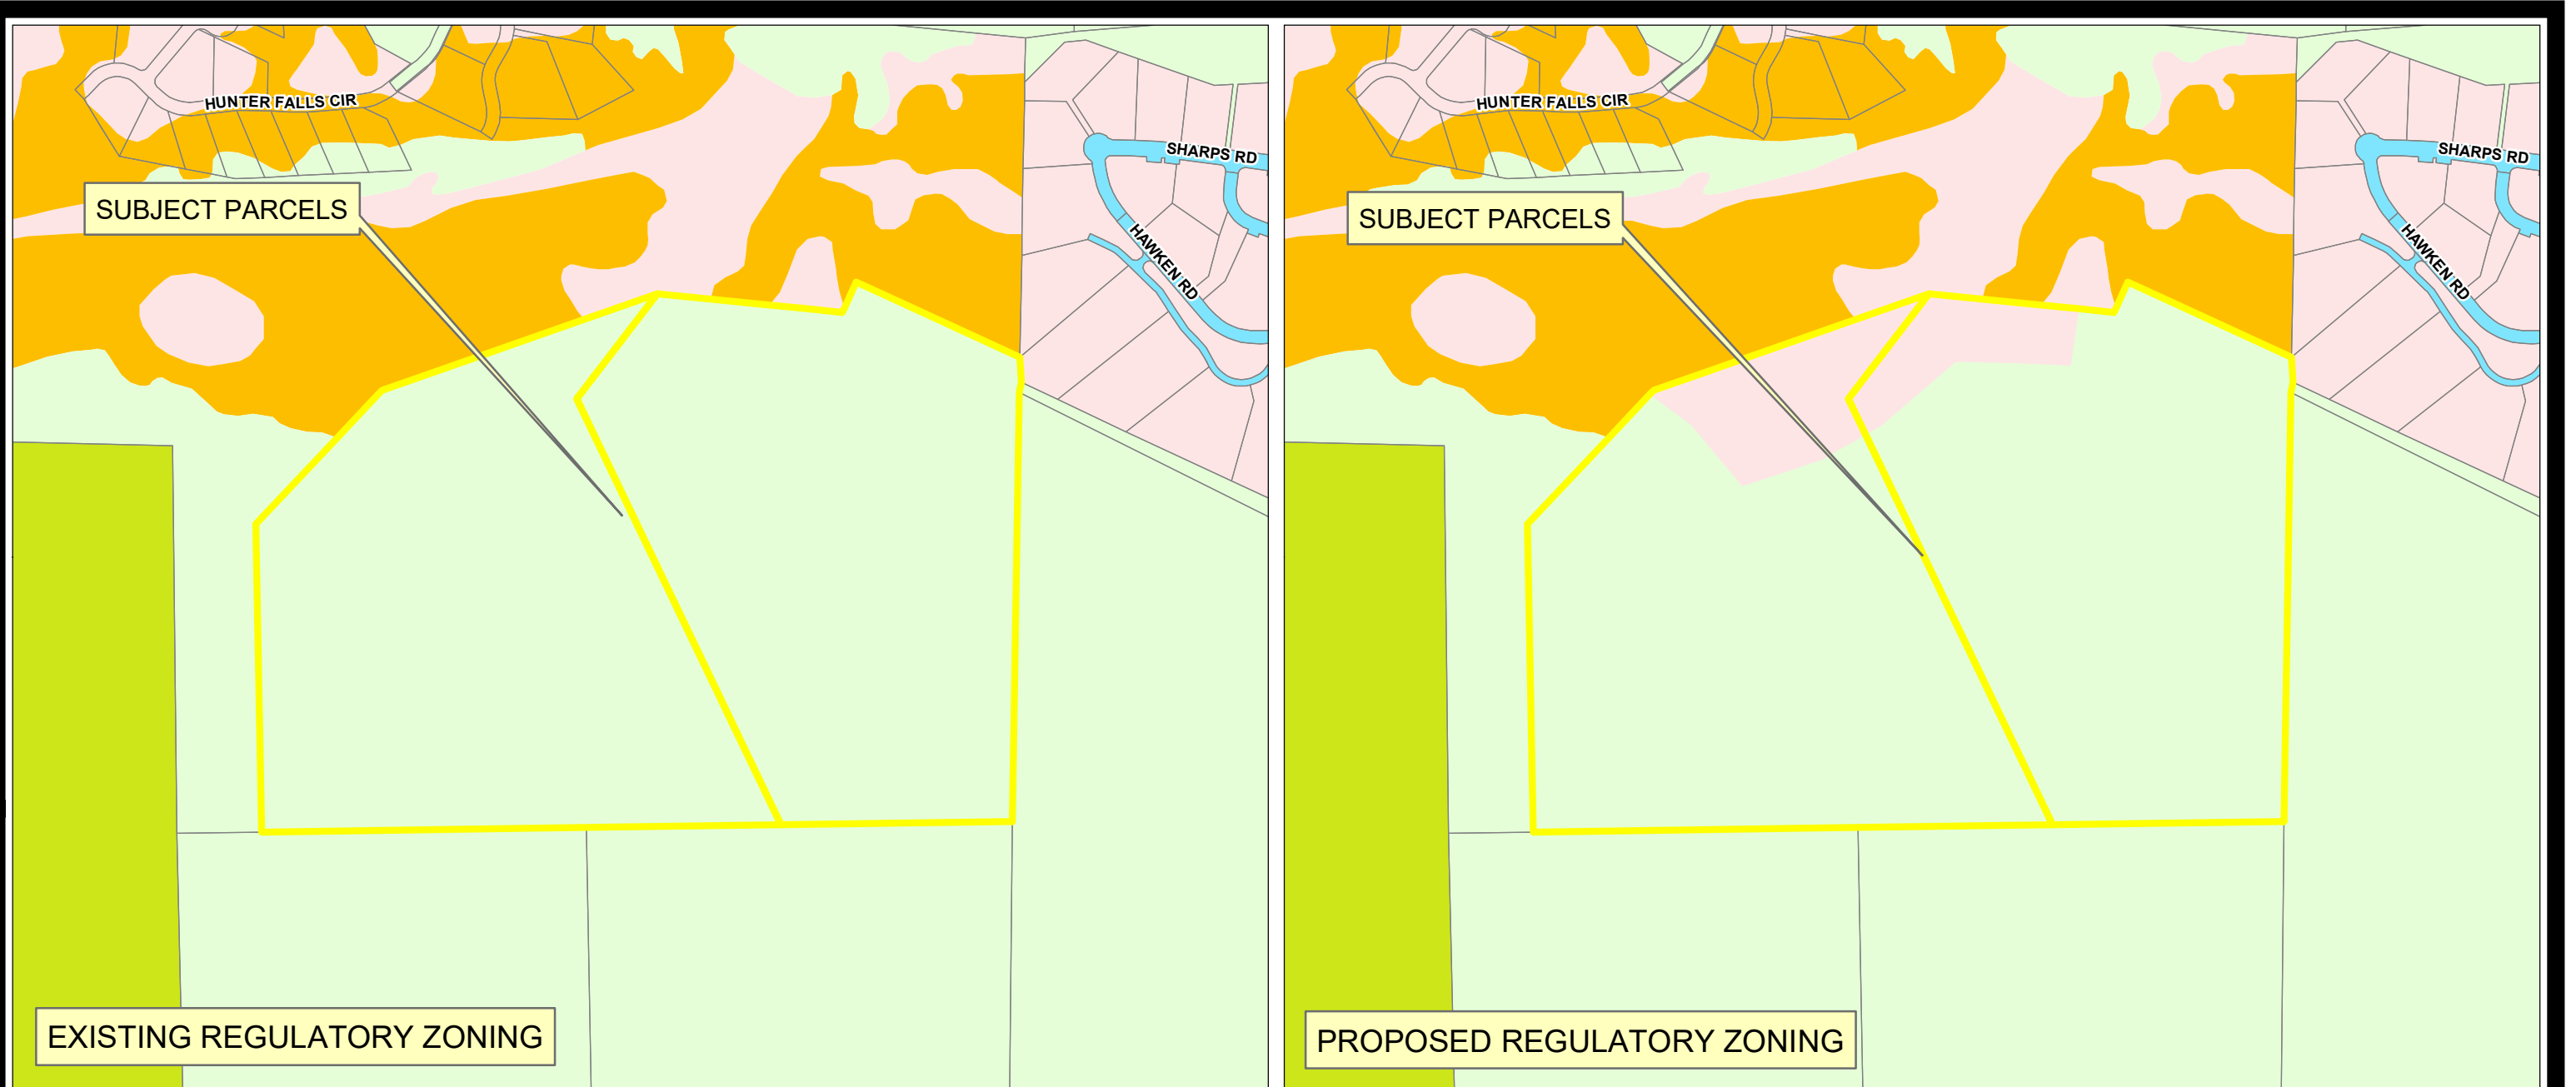 HUNTER FALLS CIR
SHARPS RD
SUBJECT PARCELS
HAWKEN RD
EXISTING REGULATORY ZONING
HUNTER FALLS CIR
SHARPS RD
SUBJECT PARCELS
HAWKEN RD
PROPOSED REGULATORY ZONING